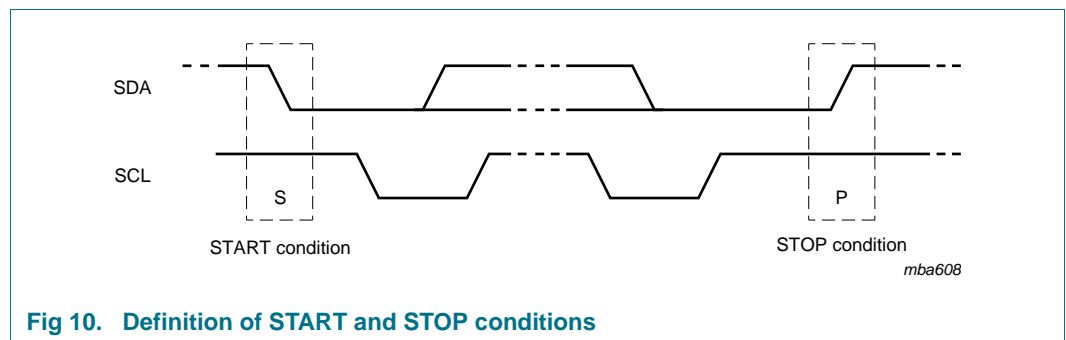 SDA
SCL
S
P
START condition
STOP condition
mba608
Fig 10. Definition of START and STOP conditions